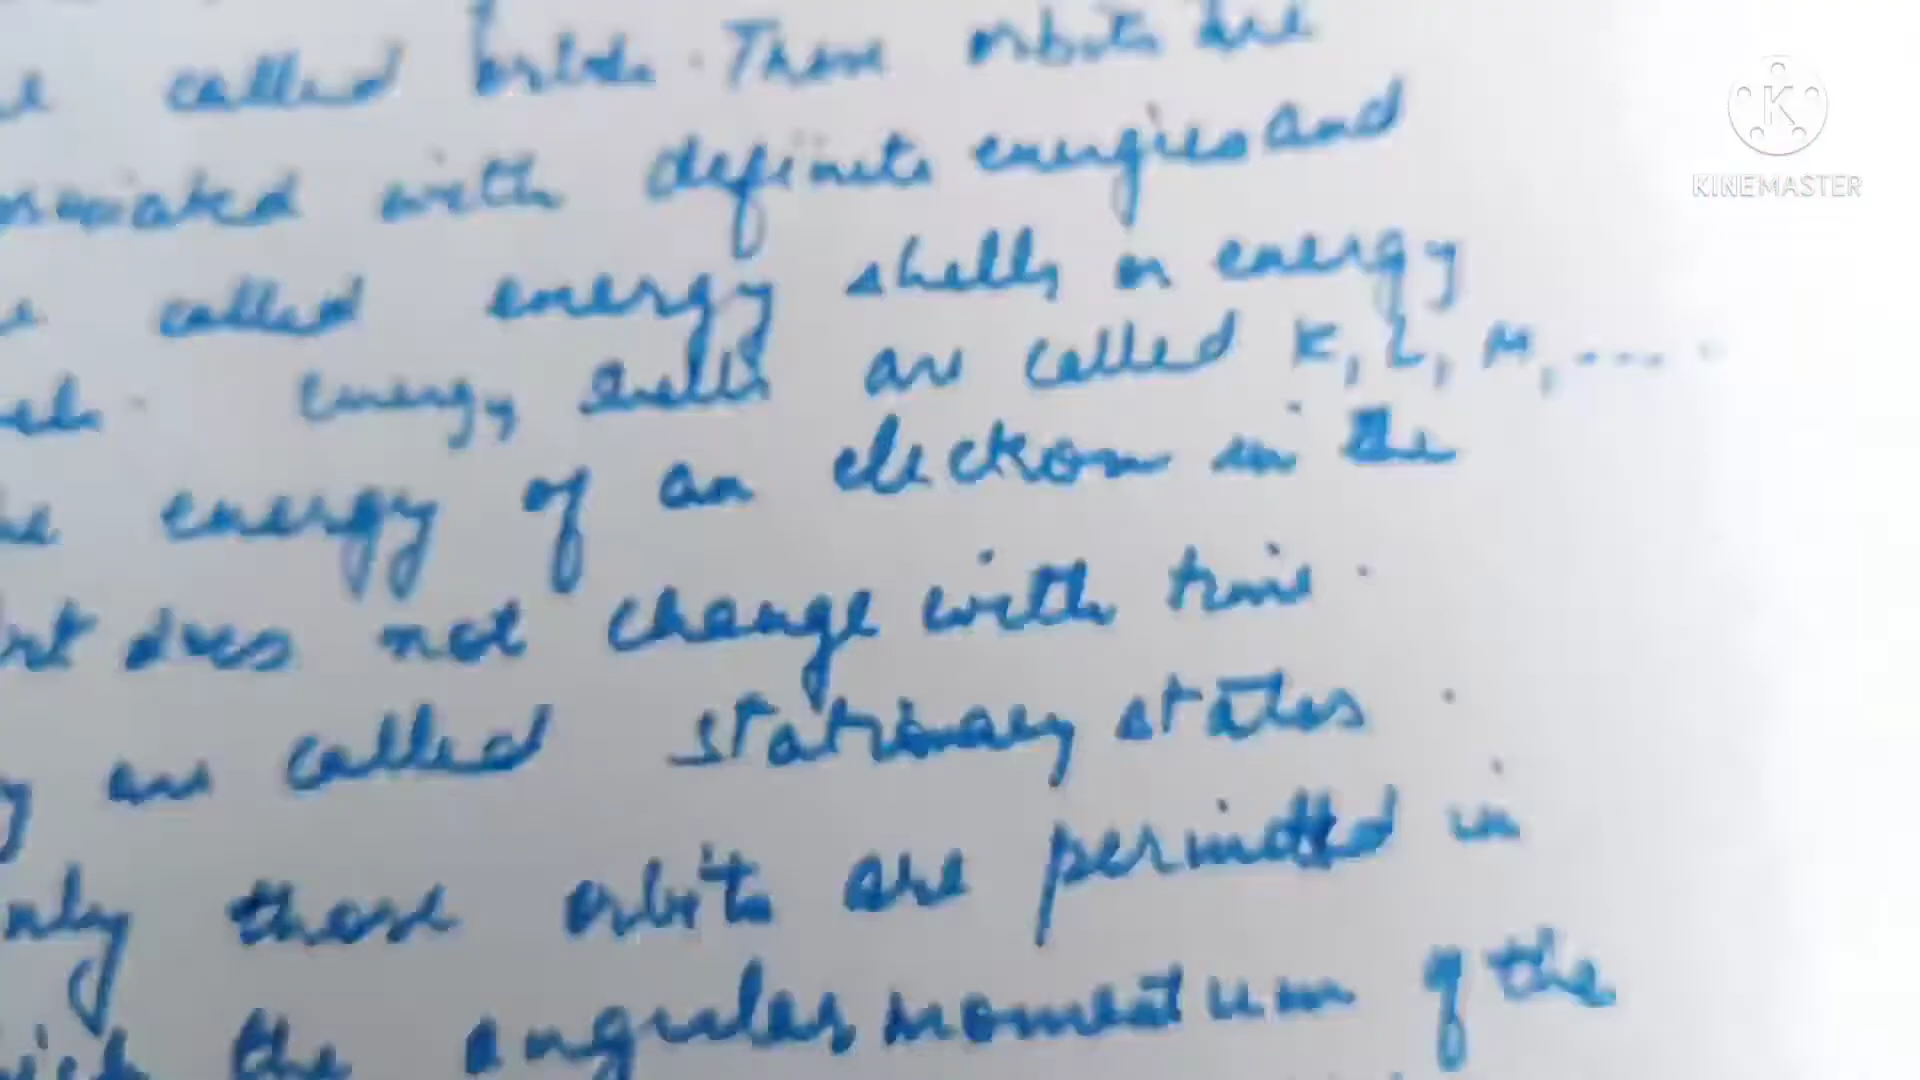 called orbits. These orbits are
associated with definite energies and
called energy shells or energy
Energy shells are called K, L, M, ....
energy of an electron in the
does not change with time.
are called stationary states.
only those orbits are permitted in
the angular momentum of the
KINEMASTER